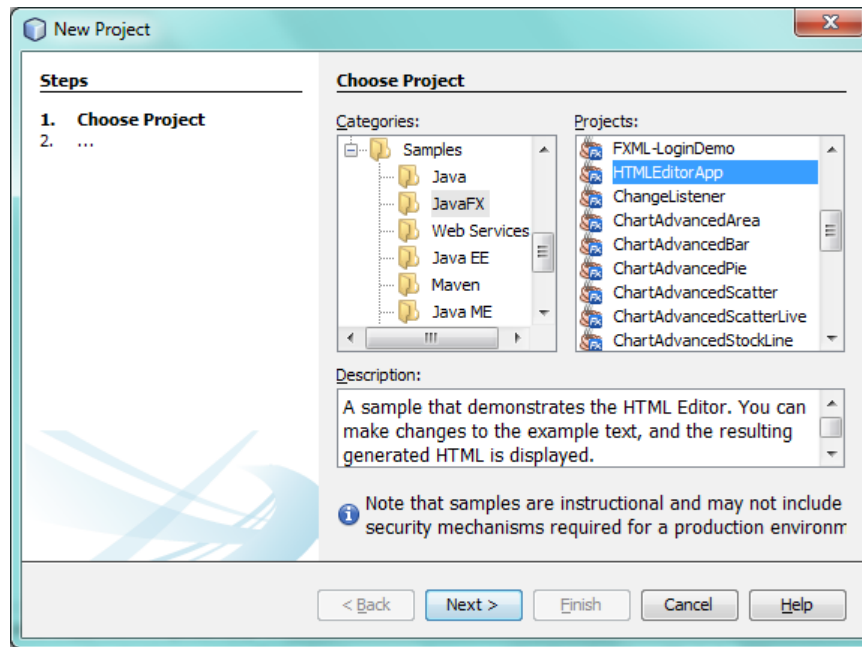 New Project
Steps
1. Choose Project
2. ...
Choose Project
Categories:
Samples
Java
JavaFX
Web Services
Java EE
Maven
Java ME
Projects:
FXML-LoginDemo
HTMLEditorApp
ChangeListener
ChartAdvancedArea
ChartAdvancedBar
ChartAdvancedPie
ChartAdvancedScatter
ChartAdvancedScatterLive
ChartAdvancedStockLine
Description:
A sample that demonstrates the HTML Editor. You can
make changes to the example text, and the resulting
generated HTML is displayed.
Note that samples are instructional and may not include
security mechanisms required for a production environm
< Back
Next >
Finish
Cancel
Help